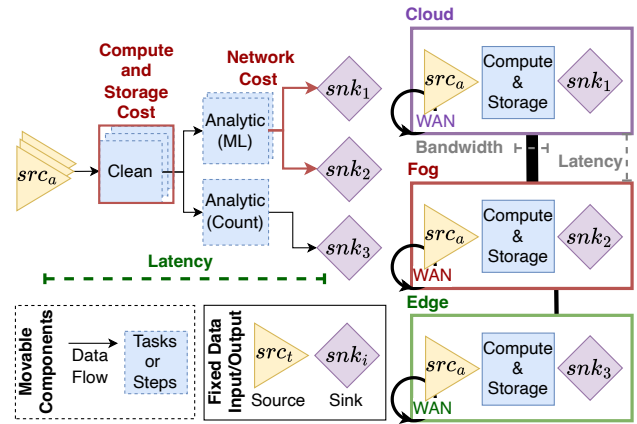 Compute
and
Storage
Cost
Network
Cost
src_a
Clean
Analytic
(ML)
Analytic
(Count)
snk_1
snk_2
snk_3
Latency
Movable
Components
Data
Flow
Tasks
or
Steps
Fixed Data
Input/Output
src_t
Source
snk_i
Sink
Cloud
src_a
Compute
&
Storage
snk_1
WAN
Bandwidth
Latency
Fog
src_a
Compute
&
Storage
snk_2
WAN
Edge
src_a
Compute
&
Storage
snk_3
WAN